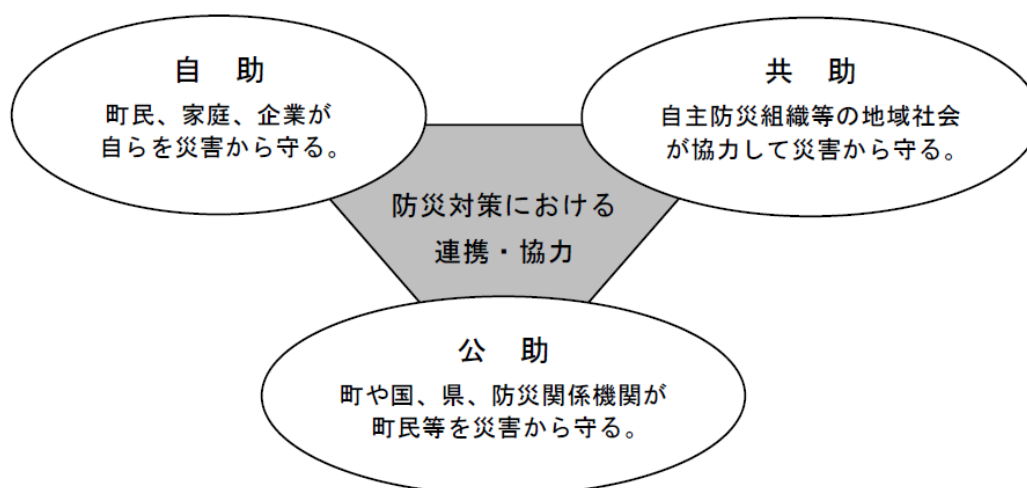 自　助
町民、家庭、企業が
自らを災害から守る。
共　助
自主防災組織等の地域社会
が協力して災害から守る。
防災対策における
連携・協力
公　助
町や国、県、防災関係機関が
町民等を災害から守る。